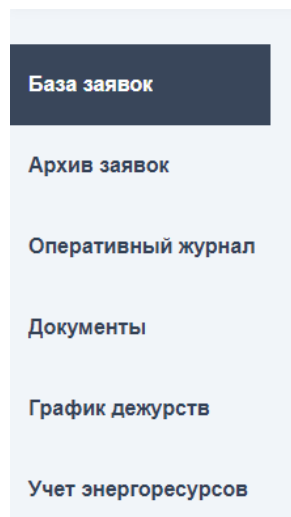 База заявок
Архив заявок
Оперативный журнал
Документы
График дежурств
Учет энергоресурсов